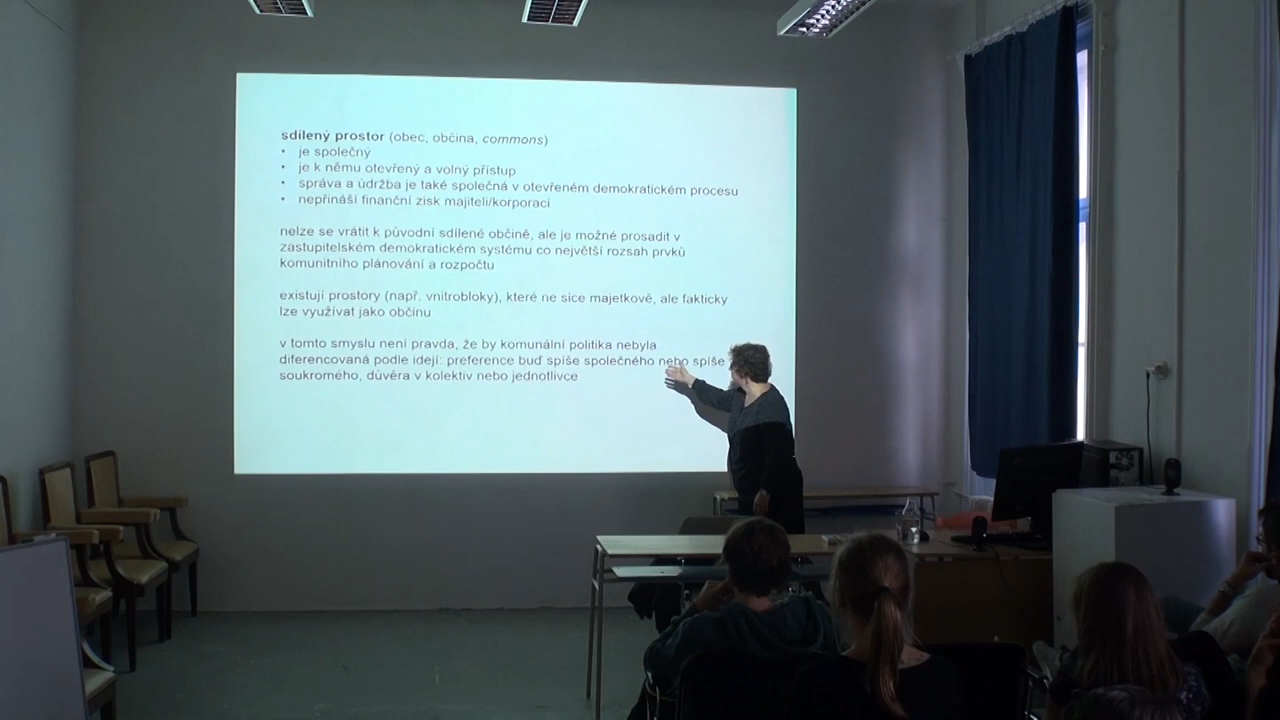 sdílený prostor (obec, občina, commons)
• je společný
• je k němu otevřený a volný přístup
• správa a údržba je také společná v otevřeném demokratickém procesu
• nepřináší finanční zisk majiteli/korporaci
nelze se vrátit k původní sdílené občině, ale je možné prosadit v
zastupitelském demokratickém systému co největší rozsah prvků
komunitního plánování a rozpočtu
existují prostory (např. vnitrobloky), které ne sice majetkově, ale fakticky
lze využívat jako občinu
v tomto smyslu není pravda, že by komunální politika nebyla
diferencovaná podle idejí: preference buď spíše společného nebo spíše
soukromého, důvěra v kolektiv nebo jednotlivce